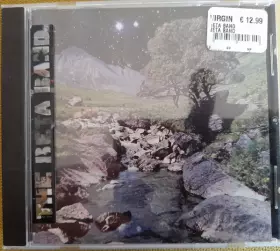 VIRGIN € 12.99
BETA BAND
BETA BAND
THE BETA BAND